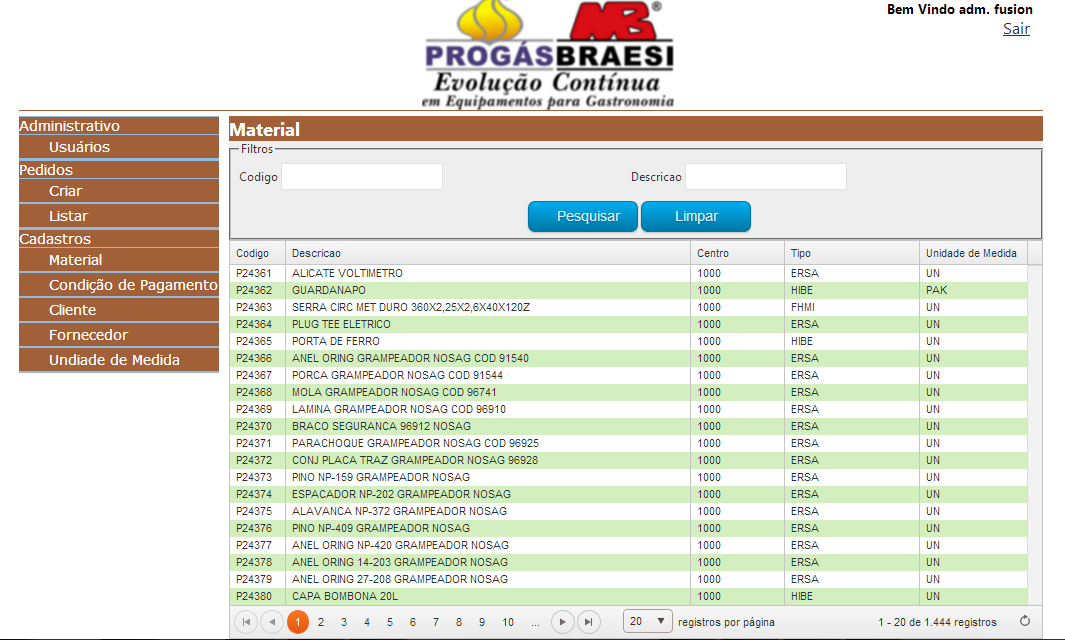 Bem Vindo adm. fusion
Sair
MB®
PROGÁSBRAESI
Evolução Contínua
em Equipamentos para Gastronomia
Administrativo
Usuários
Pedidos
Criar
Listar
Cadastros
Material
Condição de Pagamento
Cliente
Fornecedor
Undiade de Medida
Material
Filtros
Codigo Descricao
Pesquisar Limpar
Codigo Descricao Centro Tipo Unidade de Medida
P24361 ALICATE VOLTIMETRO 1000 ERSA UN
P24362 GUARDANAPO 1000 HIBE PAK
P24363 SERRA CIRC MET DURO 360X2,25X2,6X40X120Z 1000 FHMI UN
P24364 PLUG TEE ELETRICO 1000 ERSA UN
P24365 PORTA DE FERRO 1000 HIBE UN
P24366 ANEL ORING GRAMPEADOR NOSAG COD 91540 1000 ERSA UN
P24367 PORCA GRAMPEADOR NOSAG COD 91544 1000 ERSA UN
P24368 MOLA GRAMPEADOR NOSAG COD 96741 1000 ERSA UN
P24369 LAMINA GRAMPEADOR NOSAG COD 96910 1000 ERSA UN
P24370 BRACO SEGURANCA 96912 NOSAG 1000 ERSA UN
P24371 PARACHOQUE GRAMPEADOR NOSAG COD 96925 1000 ERSA UN
P24372 CONJ PLACA TRAZ GRAMPEADOR NOSAG 96928 1000 ERSA UN
P24373 PINO NP-159 GRAMPEADOR NOSAG 1000 ERSA UN
P24374 ESPACADOR NP-202 GRAMPEADOR NOSAG 1000 ERSA UN
P24375 ALAVANCA NP-372 GRAMPEADOR NOSAG 1000 ERSA UN
P24376 PINO NP-409 GRAMPEADOR NOSAG 1000 ERSA UN
P24377 ANEL ORING NP-420 GRAMPEADOR NOSAG 1000 ERSA UN
P24378 ANEL ORING 14-203 GRAMPEADOR NOSAG 1000 ERSA UN
P24379 ANEL ORING 27-208 GRAMPEADOR NOSAG 1000 ERSA UN
P24380 CAPA BOMBONA 20L 1000 HIBE UN
1 2 3 4 5 6 7 8 9 10 ... 20 registros por página 1 - 20 de 1.444 registros